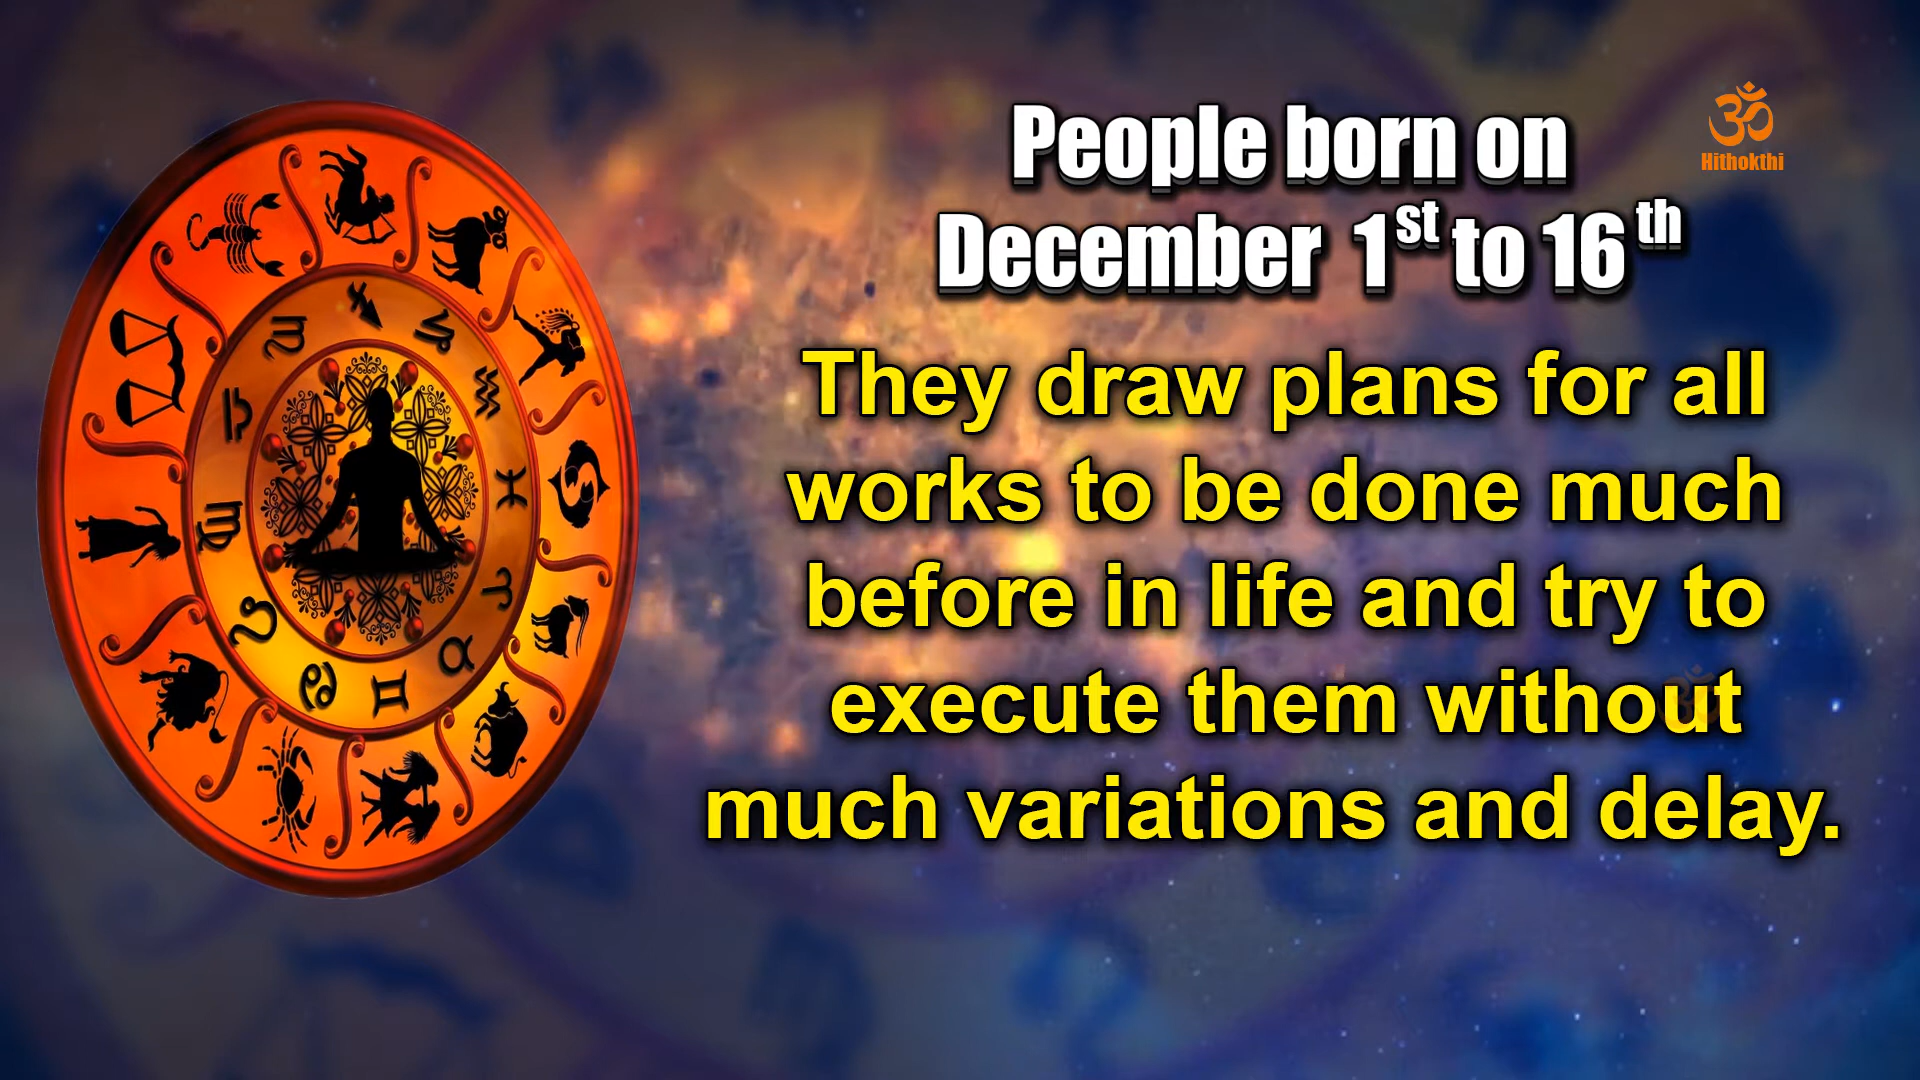 People born on
December 1st to 16th
ॐ
Hithokthi
They draw plans for all
works to be done much
before in life and try to
execute them without
much variations and delay.